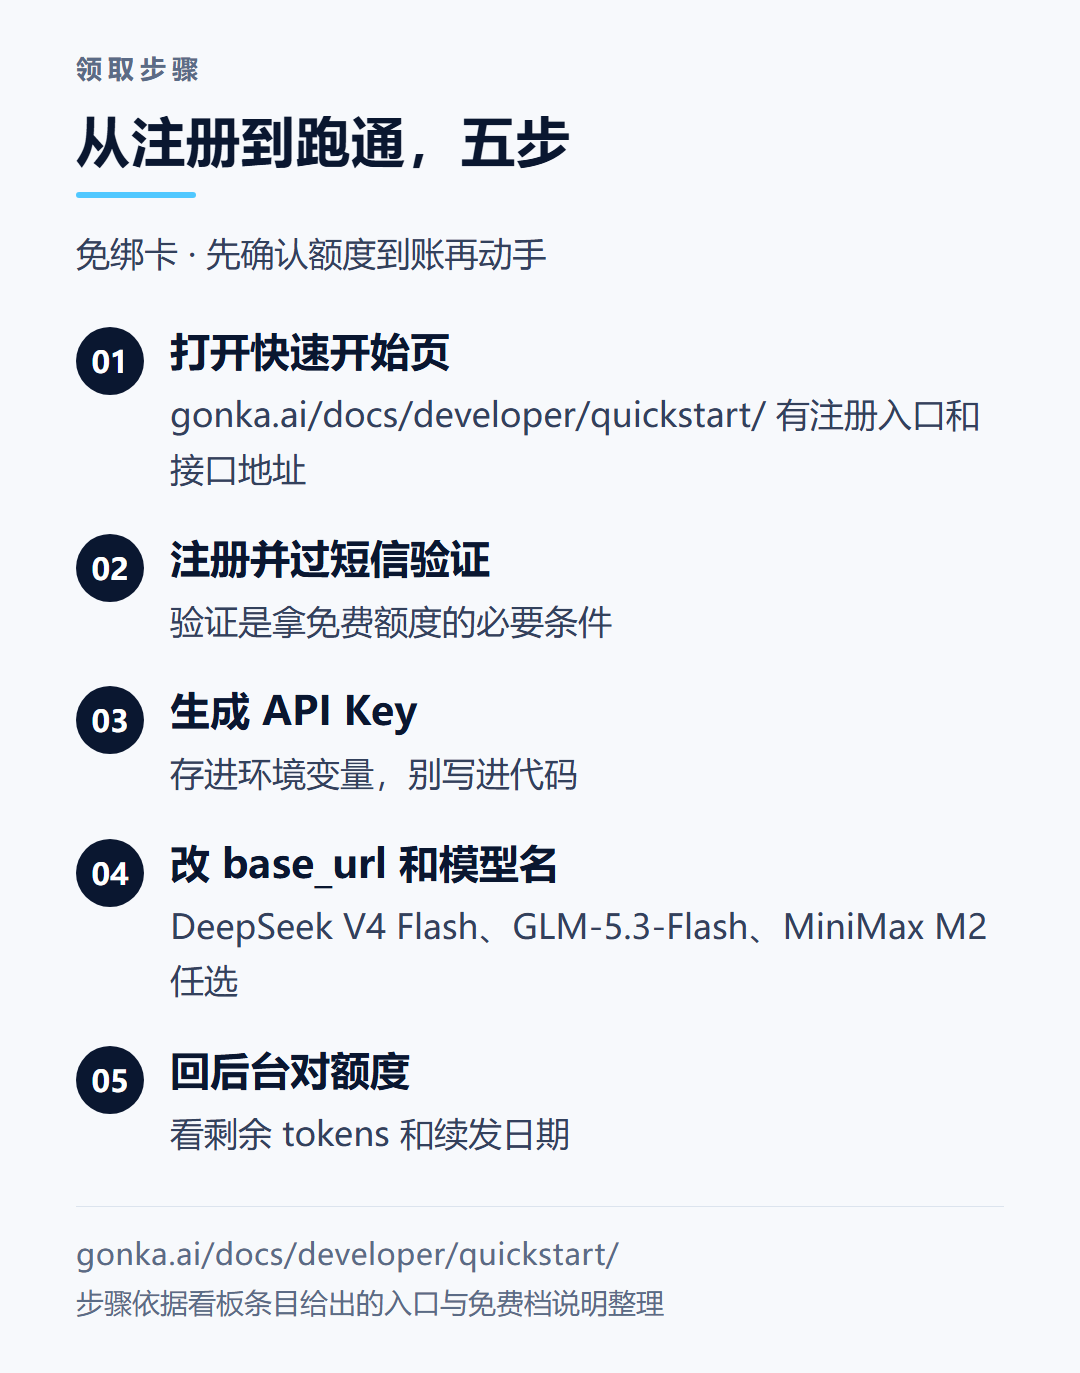 领取步骤
从注册到跑通，五步
免绑卡 · 先确认额度到账再动手
01
打开快速开始页
gonka.ai/docs/developer/quickstart/ 有注册入口和
接口地址
02
注册并过短信验证
验证是拿免费额度的必要条件
03
生成 API Key
存进环境变量，别写进代码
04
改 base_url 和模型名
DeepSeek V4 Flash、GLM-5.3-Flash、MiniMax M2
任选
05
回后台对额度
看剩余 tokens 和续发日期
gonka.ai/docs/developer/quickstart/
步骤依据看板条目给出的入口与免费档说明整理